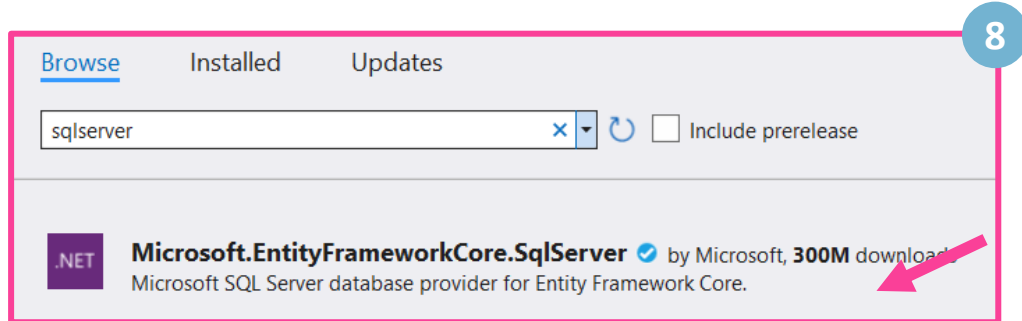 8
Browse Installed Updates
sqlserver Include prerelease
.NET Microsoft.EntityFrameworkCore.SqlServer by Microsoft, 300M downloads
Microsoft SQL Server database provider for Entity Framework Core.